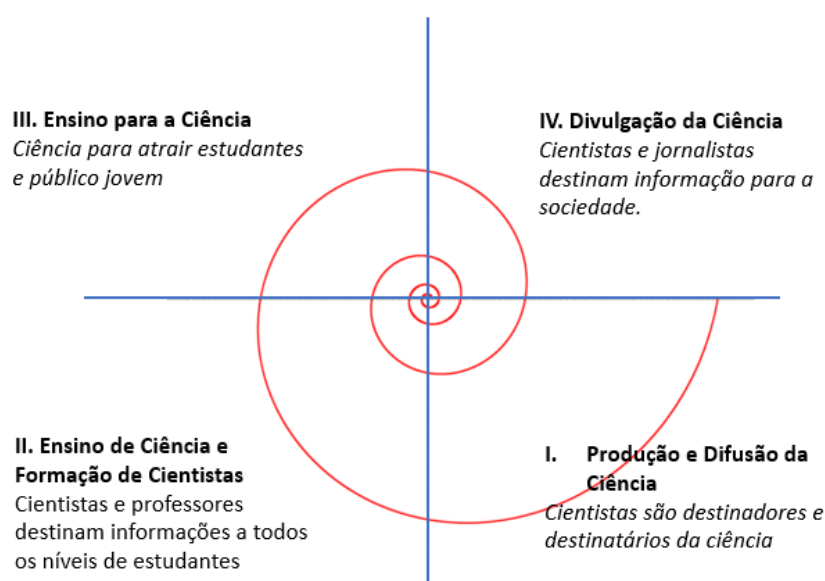 III. Ensino para a Ciência
Ciência para atrair estudantes
e público jovem
IV. Divulgação da Ciência
Cientistas e jornalistas
destinam informação para a
sociedade.
II. Ensino de Ciência e
Formação de Cientistas
Cientistas e professores
destinam informações a todos
os níveis de estudantes
I. Produção e Difusão da
Ciência
Cientistas são destinadores e
destinatários da ciência